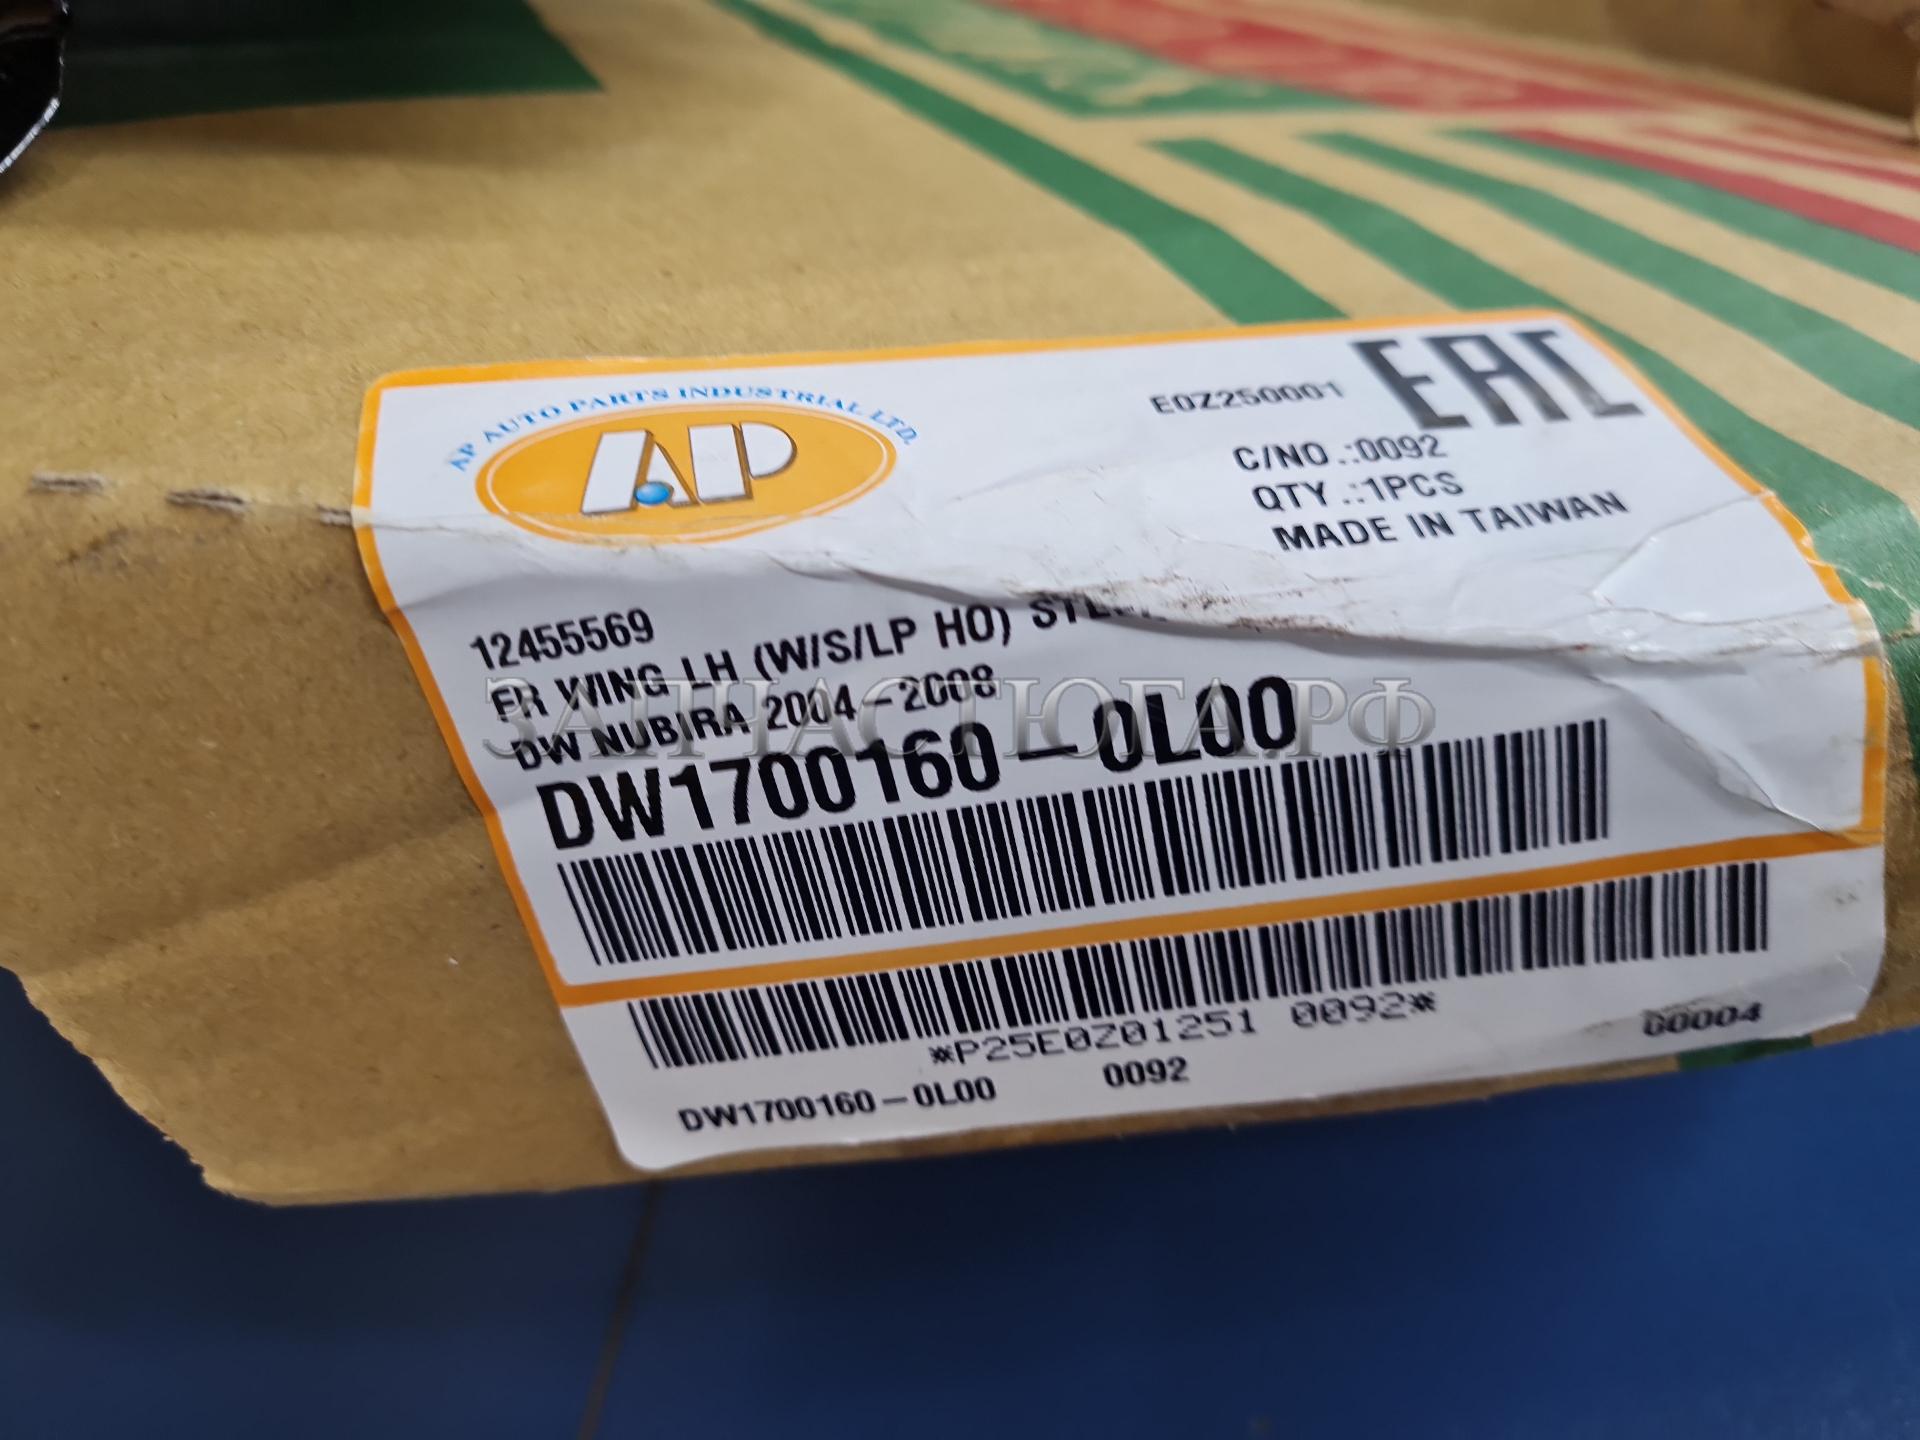 AP AUTO PARTS INDUSTRIAL LTD.
AP
E0Z250001
EAC
C/NO.:0092
QTY.:1PCS
MADE IN TAIWAN
12455569
FR WING LH (W/S/LP HO)
DW NUBIRA 2004-2008
DW1700160-0L00
ЗАПЧАСТЮГА.РФ
*P25E0Z01251 0092*
DW1700160-0L00 0092
00004